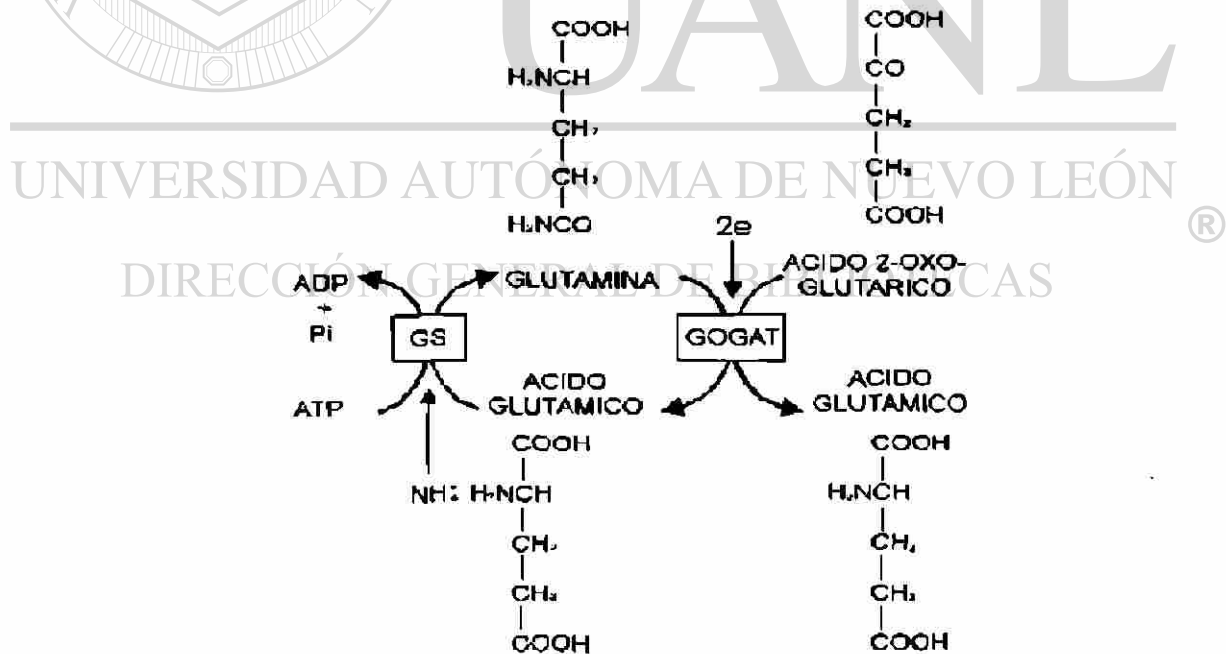 UANL
COOH
H₂NCH
CH₂
CH₂
H₂NCO
COOH
CO
CH₂
CH₂
COOH
UNIVERSIDAD AUTÓNOMA DE NUEVO LEÓN
®
DIRECCIÓN GENERAL DE BIBLIOTECAS
2e
ADP
+
Pi
GLUTAMINA
ACIDO 2-OXO-
GLUTARICO
GS
GOGAT
ATP
ACIDO
GLUTAMICO
ACIDO
GLUTAMICO
COOH
H₂NCH
CH₂
CH₂
COOH
COOH
H₂NCH
CH₂
CH₂
COOH